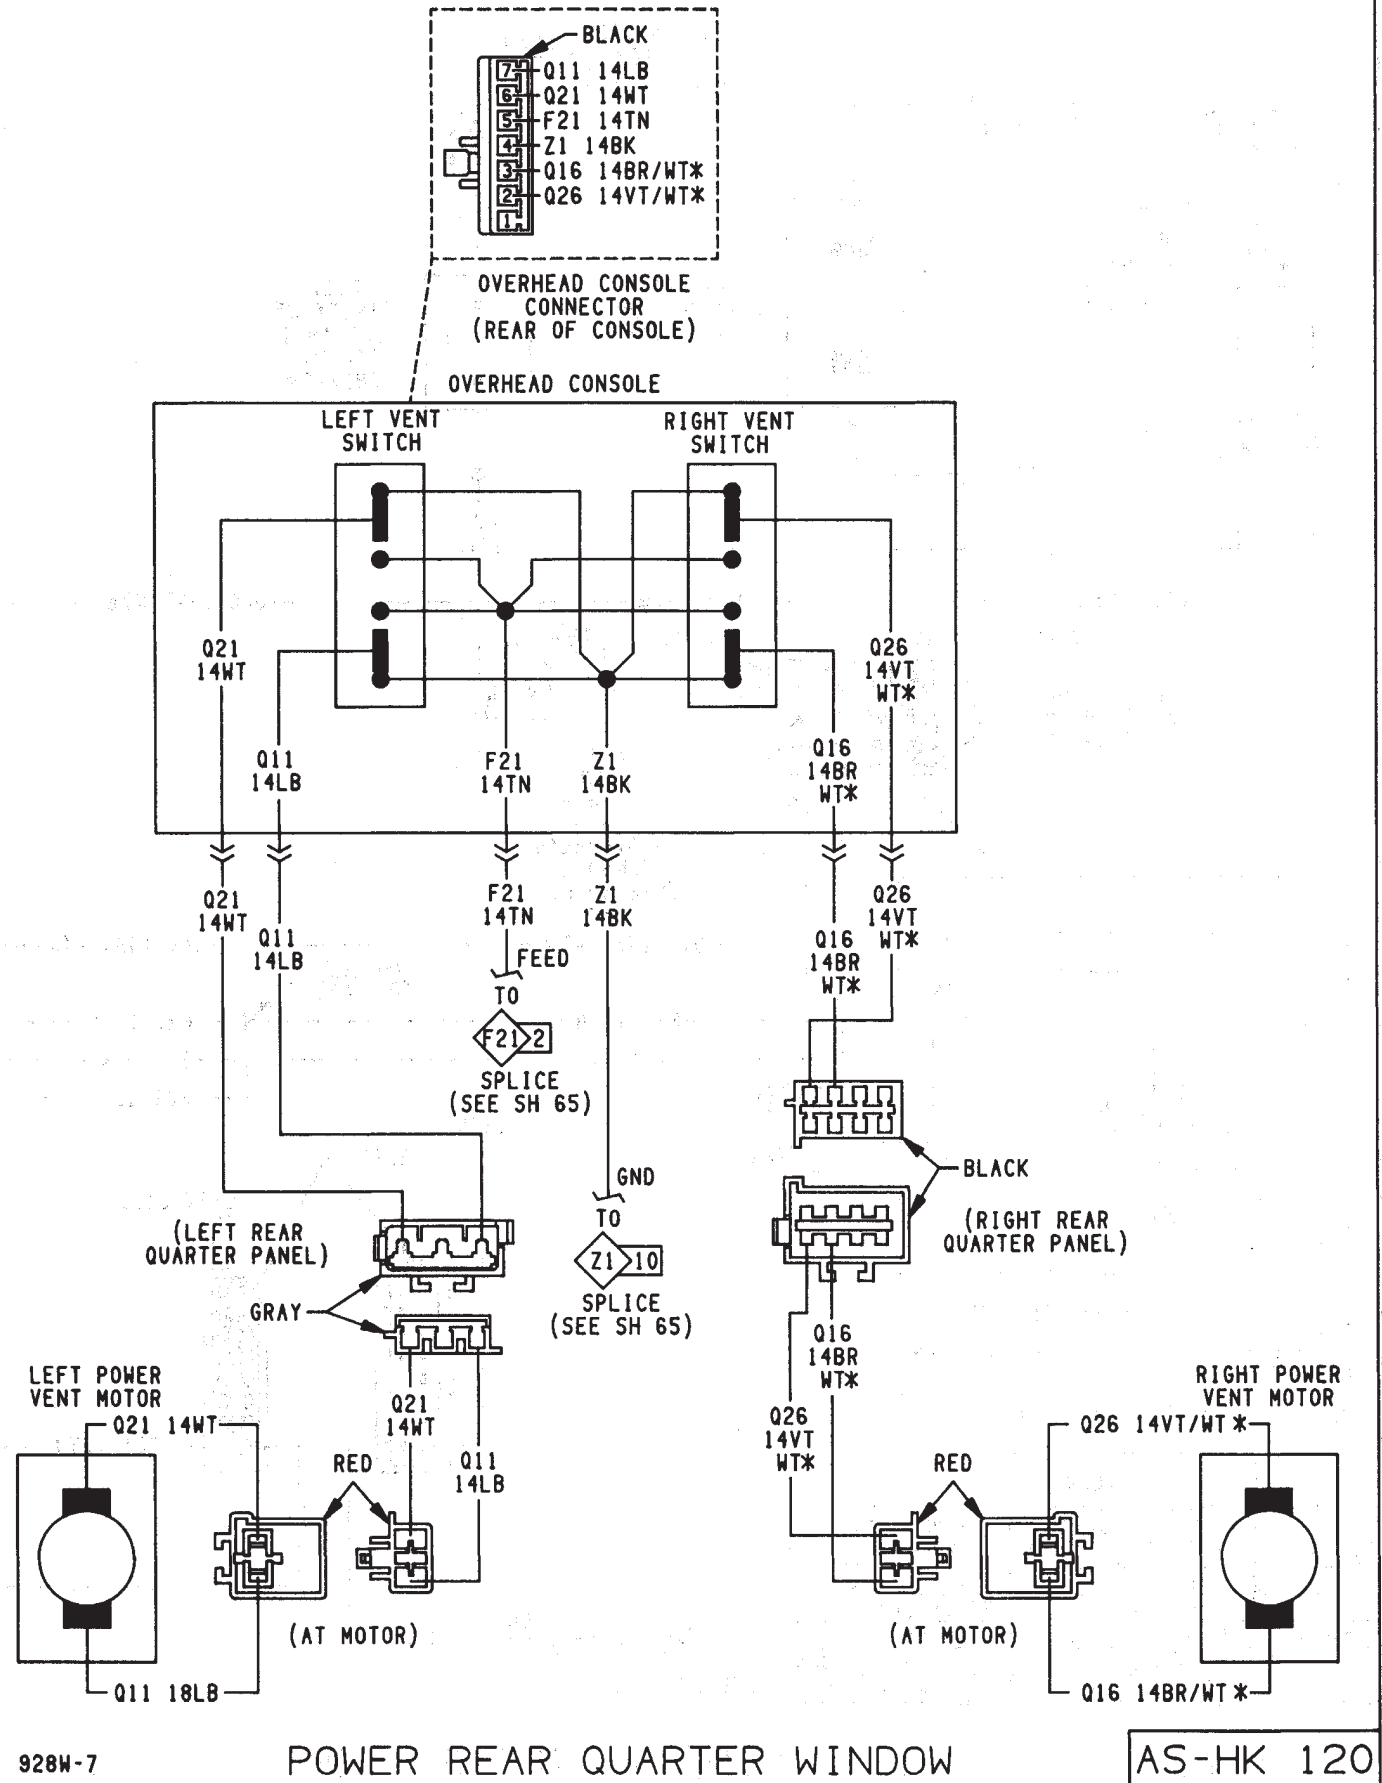 BLACK
7 Q11 14LB
6 Q21 14WT
5 F21 14TN
4 Z1 14BK
3 Q16 14BR/WT*
2 Q26 14VT/WT*
1
OVERHEAD CONSOLE
CONNECTOR
(REAR OF CONSOLE)
OVERHEAD CONSOLE
LEFT VENT
SWITCH
RIGHT VENT
SWITCH
Q21
14WT
Q26
14VT
WT*
Q11
14LB
F21
14TN
Z1
14BK
Q16
14BR
WT*
Q21
14WT
Q11
14LB
F21
14TN
Z1
14BK
Q26
14VT
WT*
Q16
14BR
WT*
FEED
TO
F21 2
SPLICE
(SEE SH 65)
GND
TO
Z1 10
SPLICE
(SEE SH 65)
BLACK
(LEFT REAR
QUARTER PANEL)
(RIGHT REAR
QUARTER PANEL)
GRAY
LEFT POWER
VENT MOTOR
Q21 14WT
Q21
14WT
Q11
14LB
RED
(AT MOTOR)
Q11 18LB
Q16
14BR
WT*
Q26
14VT
WT*
RIGHT POWER
VENT MOTOR
Q26 14VT/WT*
RED
(AT MOTOR)
Q16 14BR/WT*
928W-7
POWER REAR QUARTER WINDOW
AS-HK 120